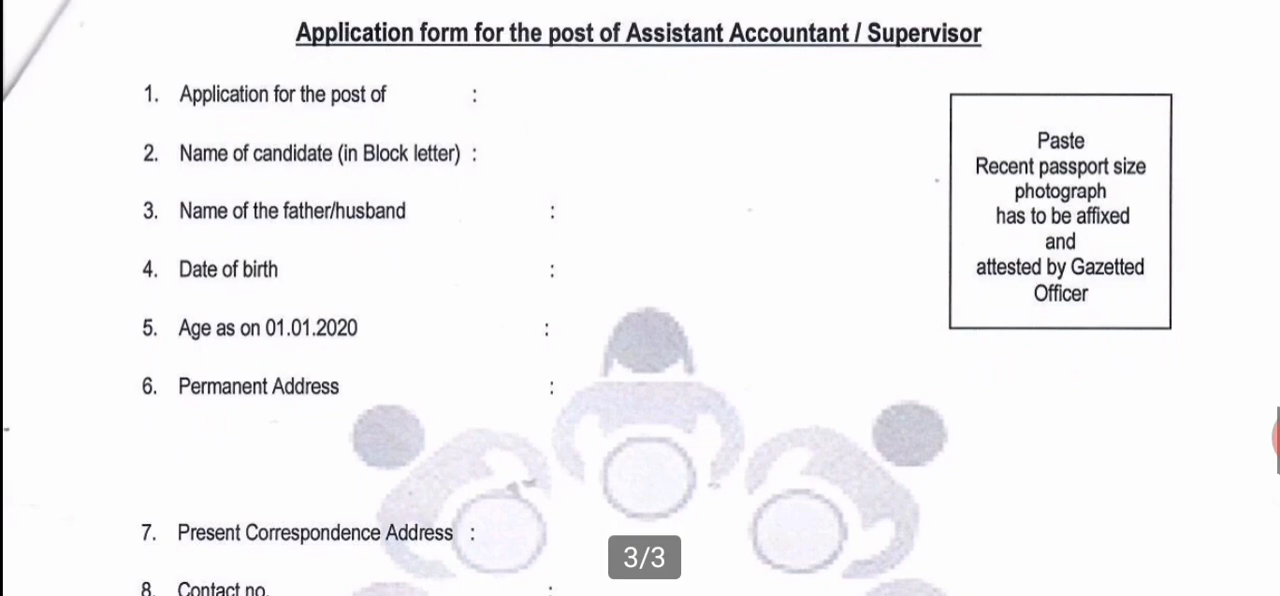 Application form for the post of Assistant Accountant / Supervisor
1. Application for the post of :
2. Name of candidate (in Block letter) :
3. Name of the father/husband :
4. Date of birth :
5. Age as on 01.01.2020 :
6. Permanent Address :
7. Present Correspondence Address :
8. Contact no. :
Paste
Recent passport size
photograph
has to be affixed
and
attested by Gazetted
Officer
3/3